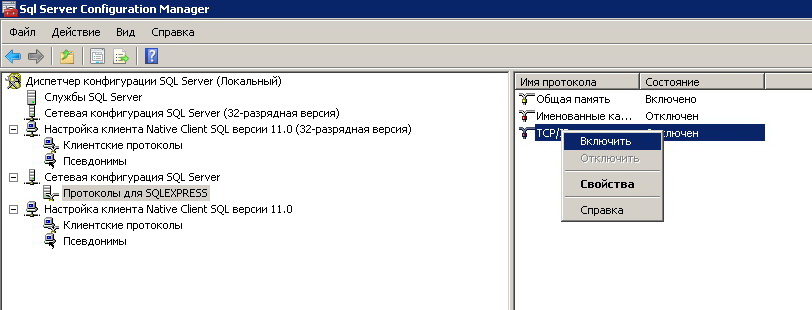 Sql Server Configuration Manager
Файл Действие Вид Справка
Диспетчер конфигурации SQL Server (Локальный)
Службы SQL Server
Сетевая конфигурация SQL Server (32-разрядная версия)
Настройка клиента Native Client SQL версии 11.0 (32-разрядная версия)
Клиентские протоколы
Псевдонимы
Сетевая конфигурация SQL Server
Протоколы для SQLEXPRESS
Настройка клиента Native Client SQL версии 11.0
Клиентские протоколы
Псевдонимы
Имя протокола Состояние
Общая память Включено
Именованные ка... Отключен
TCP/
Включить
Отключить
Свойства
Справка